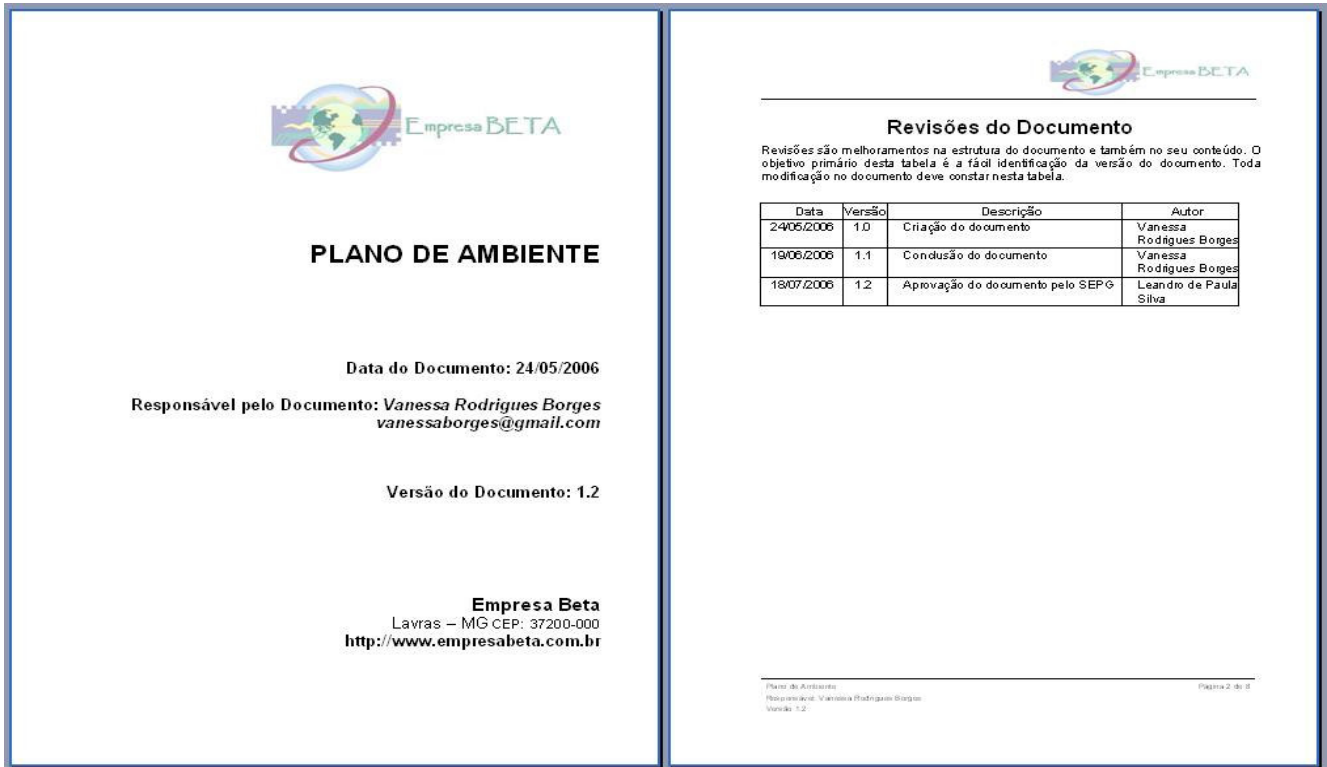 Empresa BETA
PLANO DE AMBIENTE
Data do Documento: 24/05/2006
Responsável pelo Documento: Vanessa Rodrigues Borges
vanessaborges@gmail.com
Versão do Documento: 1.2
Empresa Beta
Lavras – MG CEP: 37200-000
http://www.empresabeta.com.br
Empresa BETA
Revisões do Documento
Revisões são melhoramentos na estrutura do documento e também no seu conteúdo. O
objetivo primário desta tabela é a fácil identificação da versão do documento. Toda
modificação no documento deve constar nesta tabela.
Data Versão Descrição Autor
24/05/2006 1.0 Criação do documento Vanessa
Rodrigues Borges
19/06/2006 1.1 Conclusão do documento Vanessa
Rodrigues Borges
18/07/2006 1.2 Aprovação do documento pelo SEPG Leandro de Paula
Silva
Plano de Ambiente Página 2 de 8
Responsável: Vanessa Rodrigues Borges
Versão 1.2